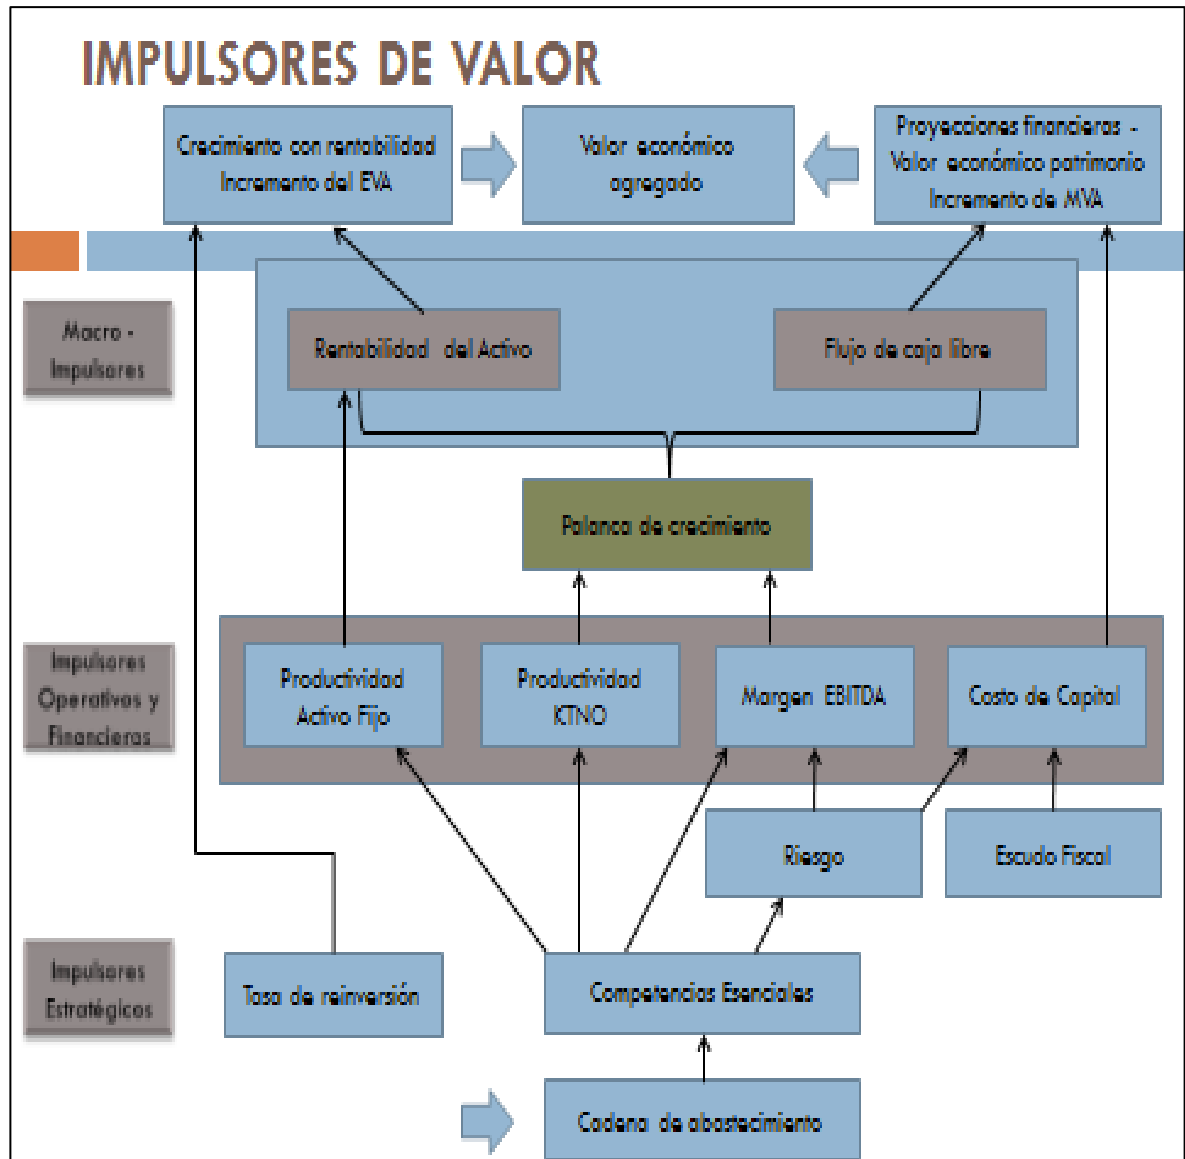 IMPULSORES DE VALOR
Crecimiento con rentabilidad
Incremento del EVA
Valor económico
agregado
Proyecciones financieras -
Valor económico patrimonio
Incremento de MVA
Macro -
Impulsores
Rentabilidad del Activo
Flujo de caja libre
Palanca de crecimiento
Impulsores
Operativos y
Financieros
Productividad
Activo Fijo
Productividad
KTNO
Margen EBITDA
Costo de Capital
Riesgo
Escudo Fiscal
Impulsores
Estratégicos
Tasa de reinversión
Competencias Esenciales
Cadena de abastecimiento